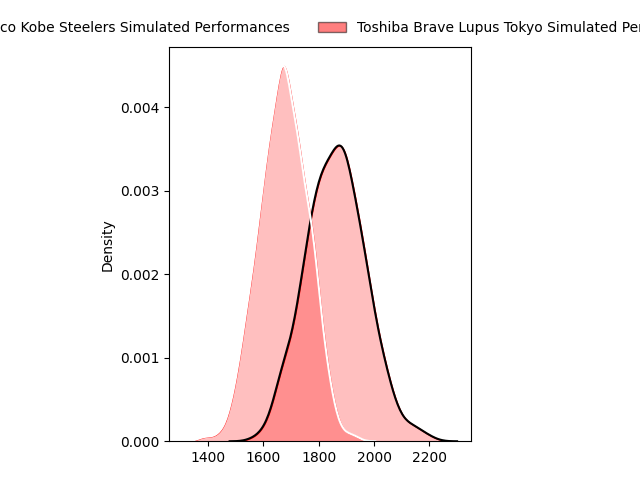 co Kobe Steelers Simulated Performances Toshiba Brave Lupus Tokyo Simulated Per
0.004
0.003
0.002
0.001
0.000
Density
1400 1600 1800 2000 2200